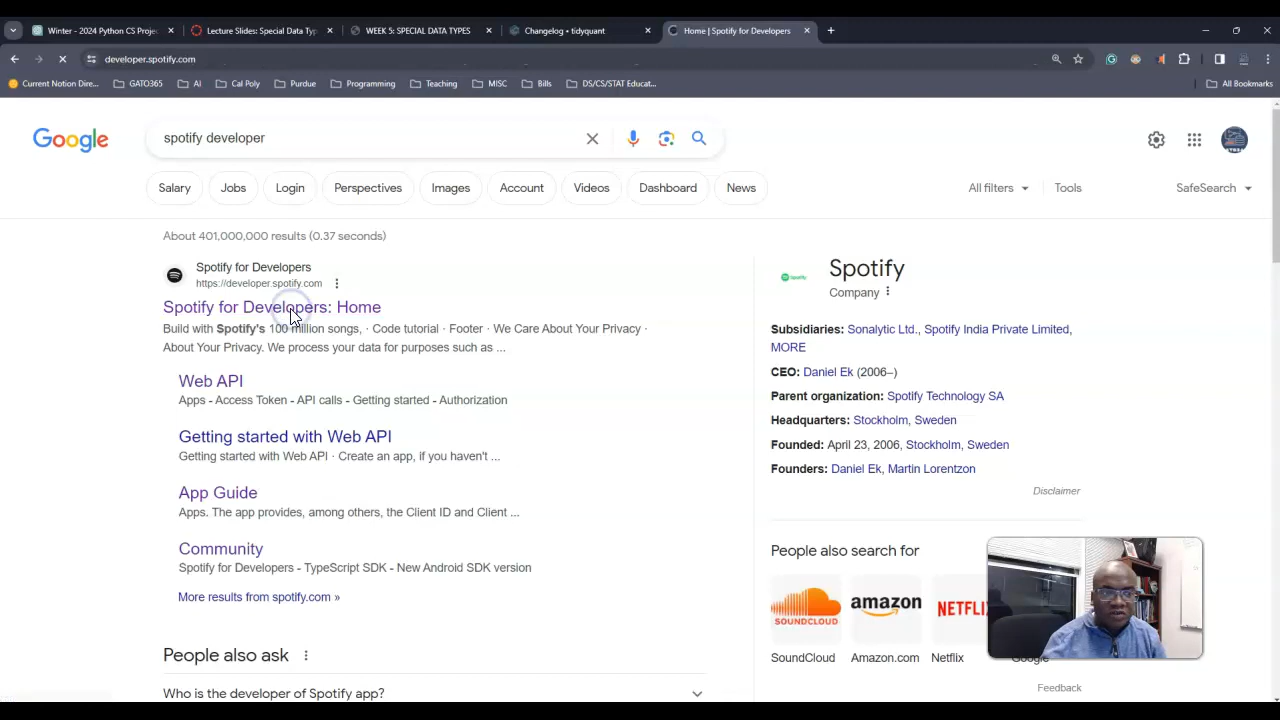 Winter - 2024 Python CS Proje
Lecture Slides: Special Data Typ
WEEK 5: SPECIAL DATA TYPES
Changelog • tidyquant
Home | Spotify for Developers
developer.spotify.com
Current Notion Dire...
GATO365
AI
Cal Poly
Purdue
Programming
Teaching
MISC
Bills
DS/CS/STAT Educat...
All Bookmarks
Google
spotify developer
Salary
Jobs
Login
Perspectives
Images
Account
Videos
Dashboard
News
All filters
Tools
SafeSearch
About 401,000,000 results (0.37 seconds)
Spotify for Developers
https://developer.spotify.com
Spotify for Developers: Home
Build with Spotify's 100 million songs, · Code tutorial · Footer · We Care About Your Privacy ·
About Your Privacy. We process your data for purposes such as ...
Web API
Apps - Access Token - API calls - Getting started - Authorization
Getting started with Web API
Getting started with Web API · Create an app, if you haven't ...
App Guide
Apps. The app provides, among others, the Client ID and Client ...
Community
Spotify for Developers - TypeScript SDK - New Android SDK version
More results from spotify.com »
People also ask
Who is the developer of Spotify app?
Spotify
Spotify
Company
Subsidiaries: Sonalytic Ltd., Spotify India Private Limited,
MORE
CEO: Daniel Ek (2006–)
Parent organization: Spotify Technology SA
Headquarters: Stockholm, Sweden
Founded: April 23, 2006, Stockholm, Sweden
Founders: Daniel Ek, Martin Lorentzon
Disclaimer
People also search for
SOUNDCLOUD
amazon
NETFLI
SoundCloud
Amazon.com
Netflix
Google
Feedback